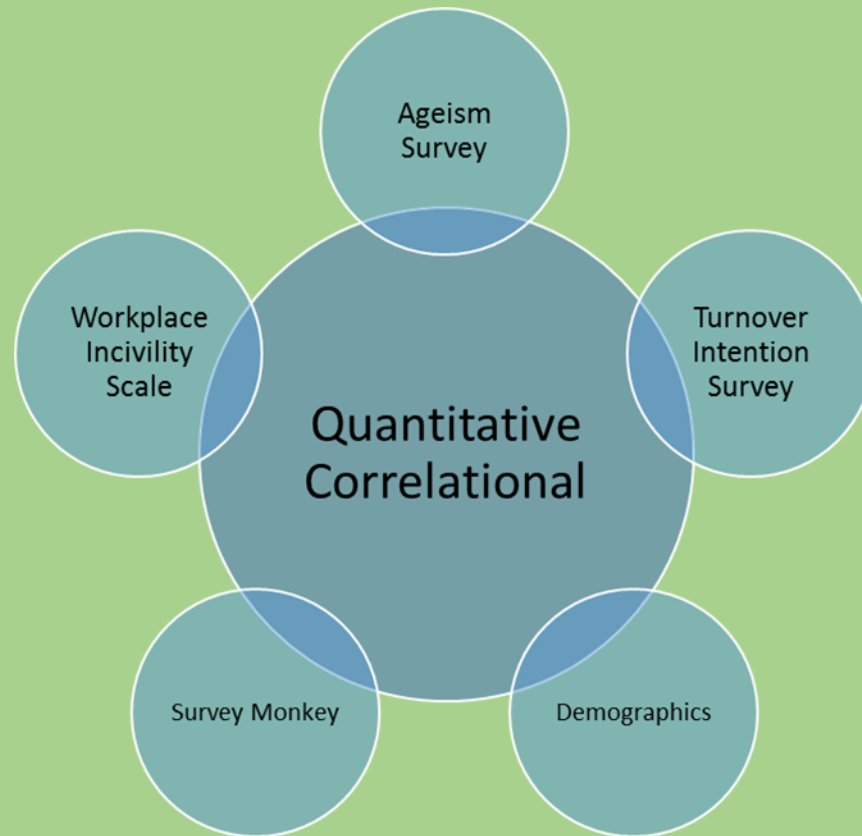 Ageism
Survey
Workplace
Incivility
Scale
Turnover
Intention
Survey
Quantitative
Correlational
Survey Monkey
Demographics